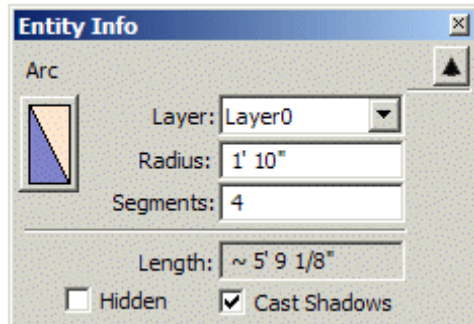 Entity Info
Arc
Layer: Layer0
Radius: 1' 10"
Segments: 4
Length: ~ 5' 9 1/8"
Hidden Cast Shadows